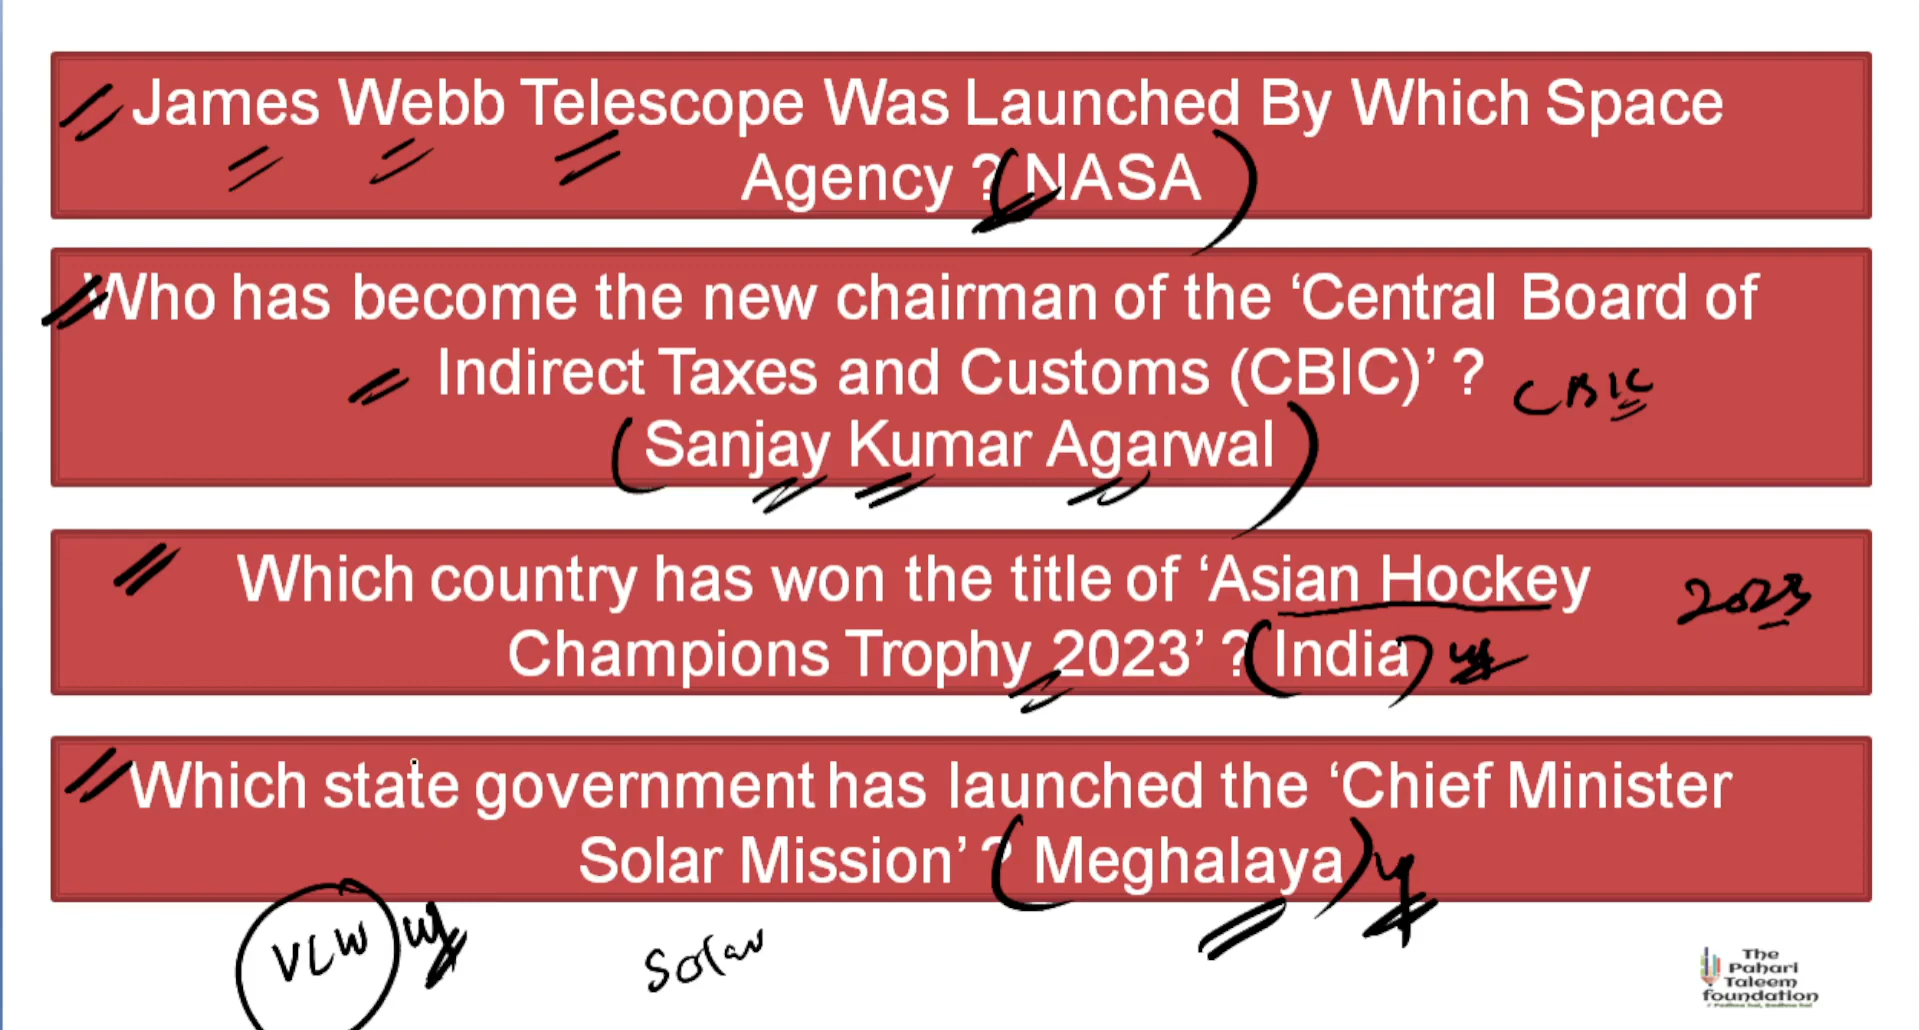 James Webb Telescope Was Launched By Which Space
Agency ? NASA
Who has become the new chairman of the ‘Central Board of
Indirect Taxes and Customs (CBIC)’ ?
CBIC
Sanjay Kumar Agarwal
Which country has won the title of ‘Asian Hockey
2023
Champions Trophy 2023’ ? India
Which state government has launched the ‘Chief Minister
Solar Mission’ ? Meghalaya
VLW
Solar
The
Pahari
Taleem
foundation